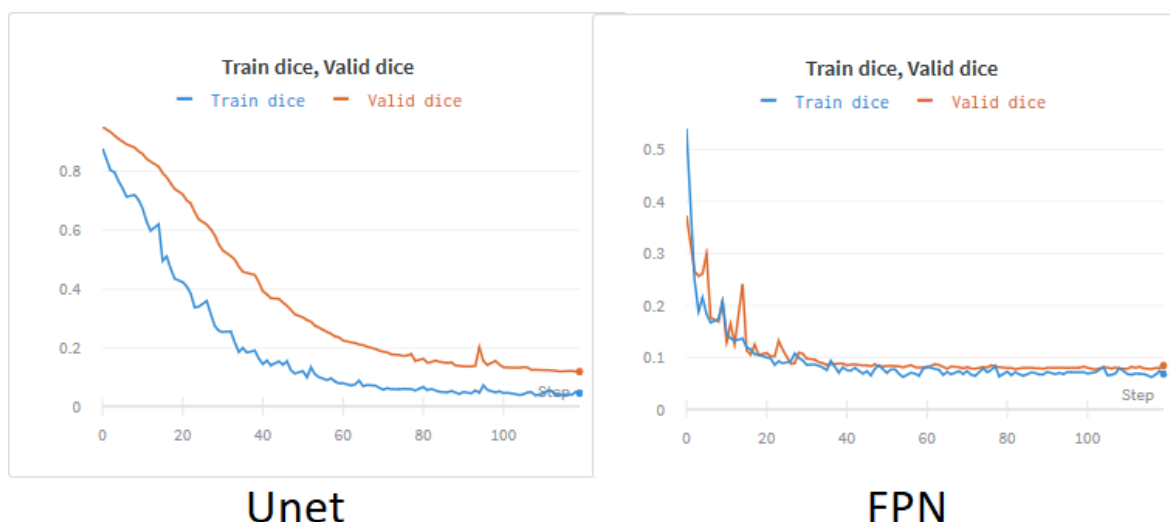 Train dice, Valid dice
Train dice Valid dice
0.8
0.6
0.4
0.2
0
Step
0 20 40 60 80 100
Unet
Train dice, Valid dice
Train dice Valid dice
0.5
0.4
0.3
0.2
0.1
0
Step
0 20 40 60 80 100
FPN